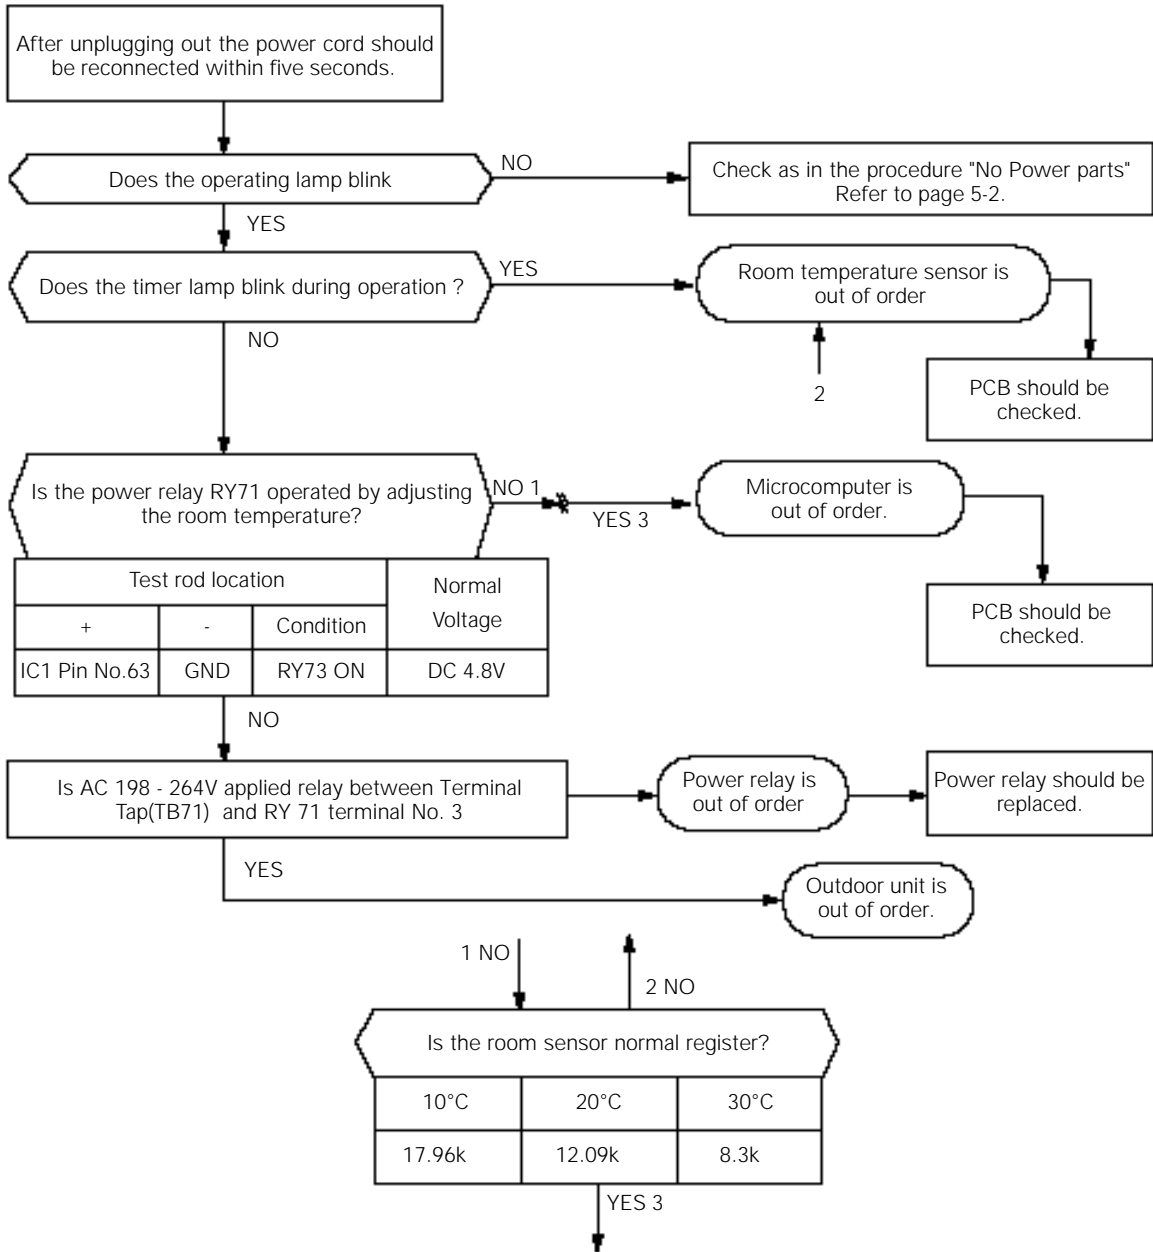 After unplugging out the power cord should
be reconnected within five seconds.
Does the operating lamp blink
NO
Check as in the procedure "No Power parts"
Refer to page 5-2.
YES
Does the timer lamp blink during operation ?
YES
Room temperature sensor is
out of order
NO
2
PCB should be
checked.
Is the power relay RY71 operated by adjusting
the room temperature?
NO 1
YES 3
Microcomputer is
out of order.
PCB should be
checked.
Test rod location
Normal
Voltage
+
-
Condition
IC1 Pin No.63
GND
RY73 ON
DC 4.8V
NO
Is AC 198 - 264V applied relay between Terminal
Tap(TB71) and RY 71 terminal No. 3
Power relay is
out of order
Power relay should be
replaced.
YES
Outdoor unit is
out of order.
1 NO
2 NO
Is the room sensor normal register?
10°C
20°C
30°C
17.96k
12.09k
8.3k
YES 3